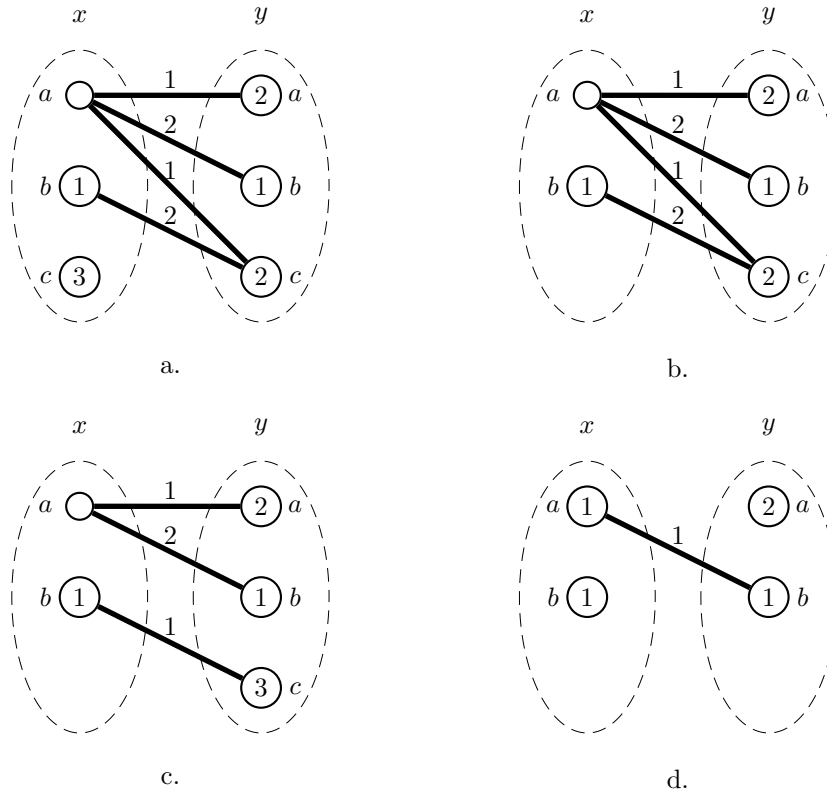 x y x y
a 1 2 a a 1 2 a
2 2
1 1
b 1 1 b b 1 1 b
2 2
c 3 2 c 2 c
a. b.
x y x y
a 1 2 a a 1 2 a
2 1
b 1 1 b b 1 1 b
1
3 c
c. d.